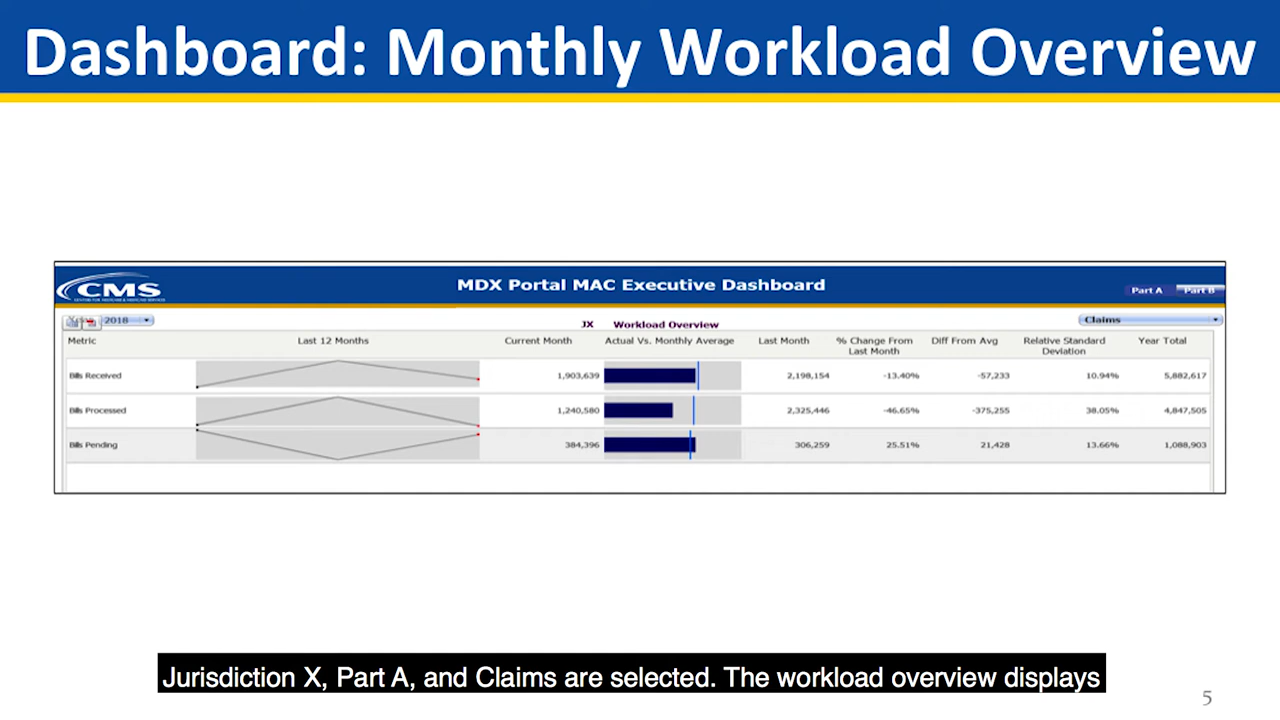 Dashboard: Monthly Workload Overview
CMS
CENTERS FOR MEDICARE & MEDICAID SERVICES
MDX Portal MAC Executive Dashboard
Part A Part B
2018
JX Workload Overview
Claims
Metric Last 12 Months Current Month Actual Vs. Monthly Average Last Month % Change From Last Month Diff From Avg Relative Standard Deviation Year Total
Bills Received 1,903,639 2,198,154 -13.40% -57,233 10.94% 5,882,617
Bills Processed 1,240,580 2,325,446 -46.65% -375,255 38.05% 4,847,505
Bills Pending 384,396 306,259 25.51% 21,428 13.66% 1,088,903
Jurisdiction X, Part A, and Claims are selected. The workload overview displays
5